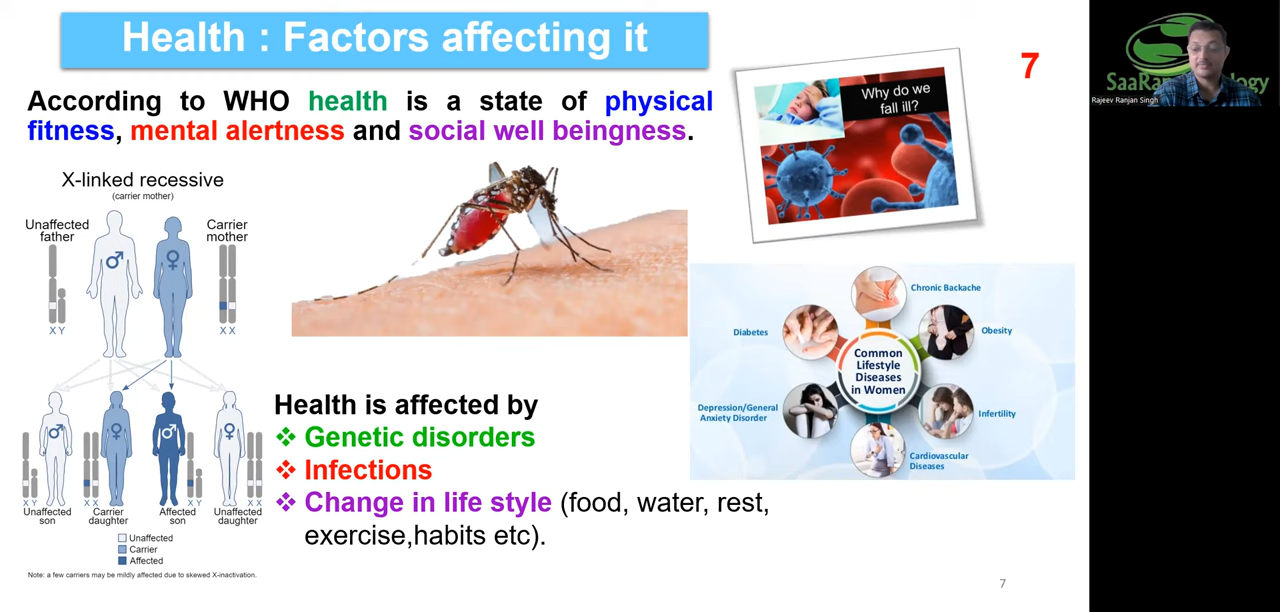 Health : Factors affecting it
7
According to WHO health is a state of physical
fitness, mental alertness and social well beingness.
Why do we
fall ill?
Rajeev Ranjan Singh
X-linked recessive
(carrier mother)
Unaffected
father
Carrier
mother
X Y
X X
X Y
X X
X Y
X X
Unaffected
son
Carrier
daughter
Affected
son
Unaffected
daughter
Unaffected
Carrier
Affected
Note: a few carriers may be mildly affected due to skewed X-inactivation.
Common
Lifestyle
Diseases
in Women
Chronic Backache
Obesity
Infertility
Cardiovascular
Diseases
Depression/General
Anxiety Disorder
Diabetes
Health is affected by
❖ Genetic disorders
❖ Infections
❖ Change in life style (food, water, rest,
exercise,habits etc).
7